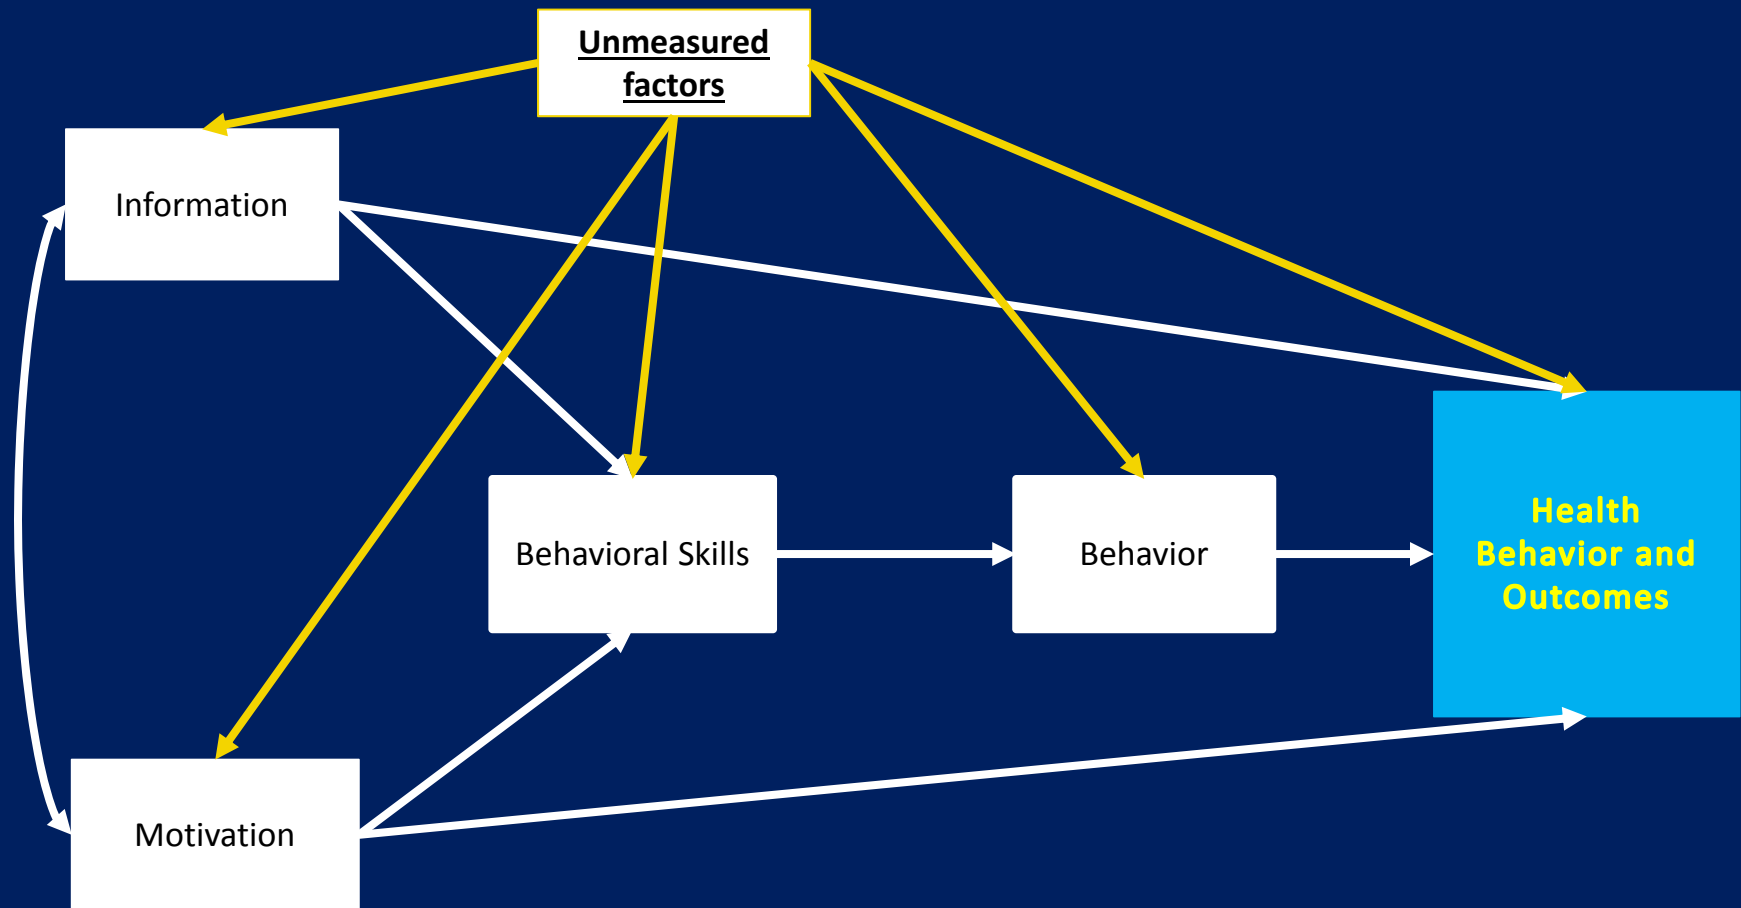 Unmeasured
factors
Information
Behavioral Skills
Behavior
Health
Behavior and
Outcomes
Motivation